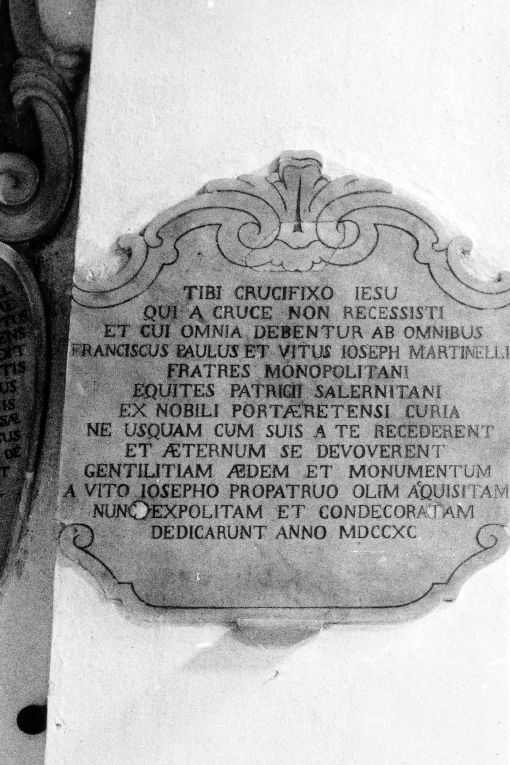 TIBI CRUCIFIXO IESU
QUI A CRUCE NON RECESSISTI
ET CUI OMNIA DEBENTUR AB OMNIBUS
FRANCISCUS PAULUS ET VITUS IOSEPH MARTINELLI
FRATRES MONOPOLITANI
EQUITES PATRICII SALERNITANI
EX NOBILI PORTÆRETENSI CURIA
NE USQUAM CUM SUIS A TE RECEDERENT
ET ÆTERNUM SE DEVOVERENT
GENTILITIAM ÆDEM ET MONUMENTUM
A VITO IOSEPHO PROPATRUO OLIM AQUISITAM
NUNC EXPOLITAM ET CONDECORATAM
DEDICARUNT ANNO MDCCXC